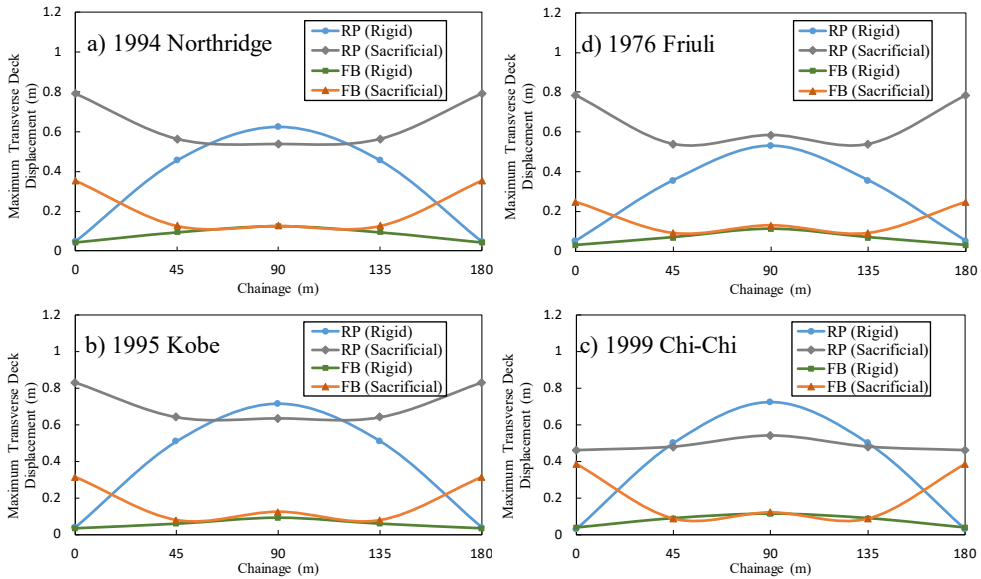 a) 1994 Northridge
RP (Rigid)
RP (Sacrificial)
FB (Rigid)
FB (Sacrificial)
Maximum Transverse Deck
Displacement (m)
1.2
1
0.8
0.6
0.4
0.2
0
0 45 90 135 180
Chainage (m)
d) 1976 Friuli
RP (Rigid)
RP (Sacrificial)
FB (Rigid)
FB (Sacrificial)
Maximum Transverse Deck
Displacement (m)
1.2
1
0.8
0.6
0.4
0.2
0
0 45 90 135 180
Chainage (m)
b) 1995 Kobe
RP (Rigid)
RP (Sacrificial)
FB (Rigid)
FB (Sacrificial)
Maximum Transverse Deck
Displacement (m)
1.2
1
0.8
0.6
0.4
0.2
0
0 45 90 135 180
Chainage (m)
c) 1999 Chi-Chi
RP (Rigid)
RP (Sacrificial)
FB (Rigid)
FB (Sacrificial)
Maximum Transverse Deck
Displacement (m)
1.2
1
0.8
0.6
0.4
0.2
0
0 45 90 135 180
Chainage (m)